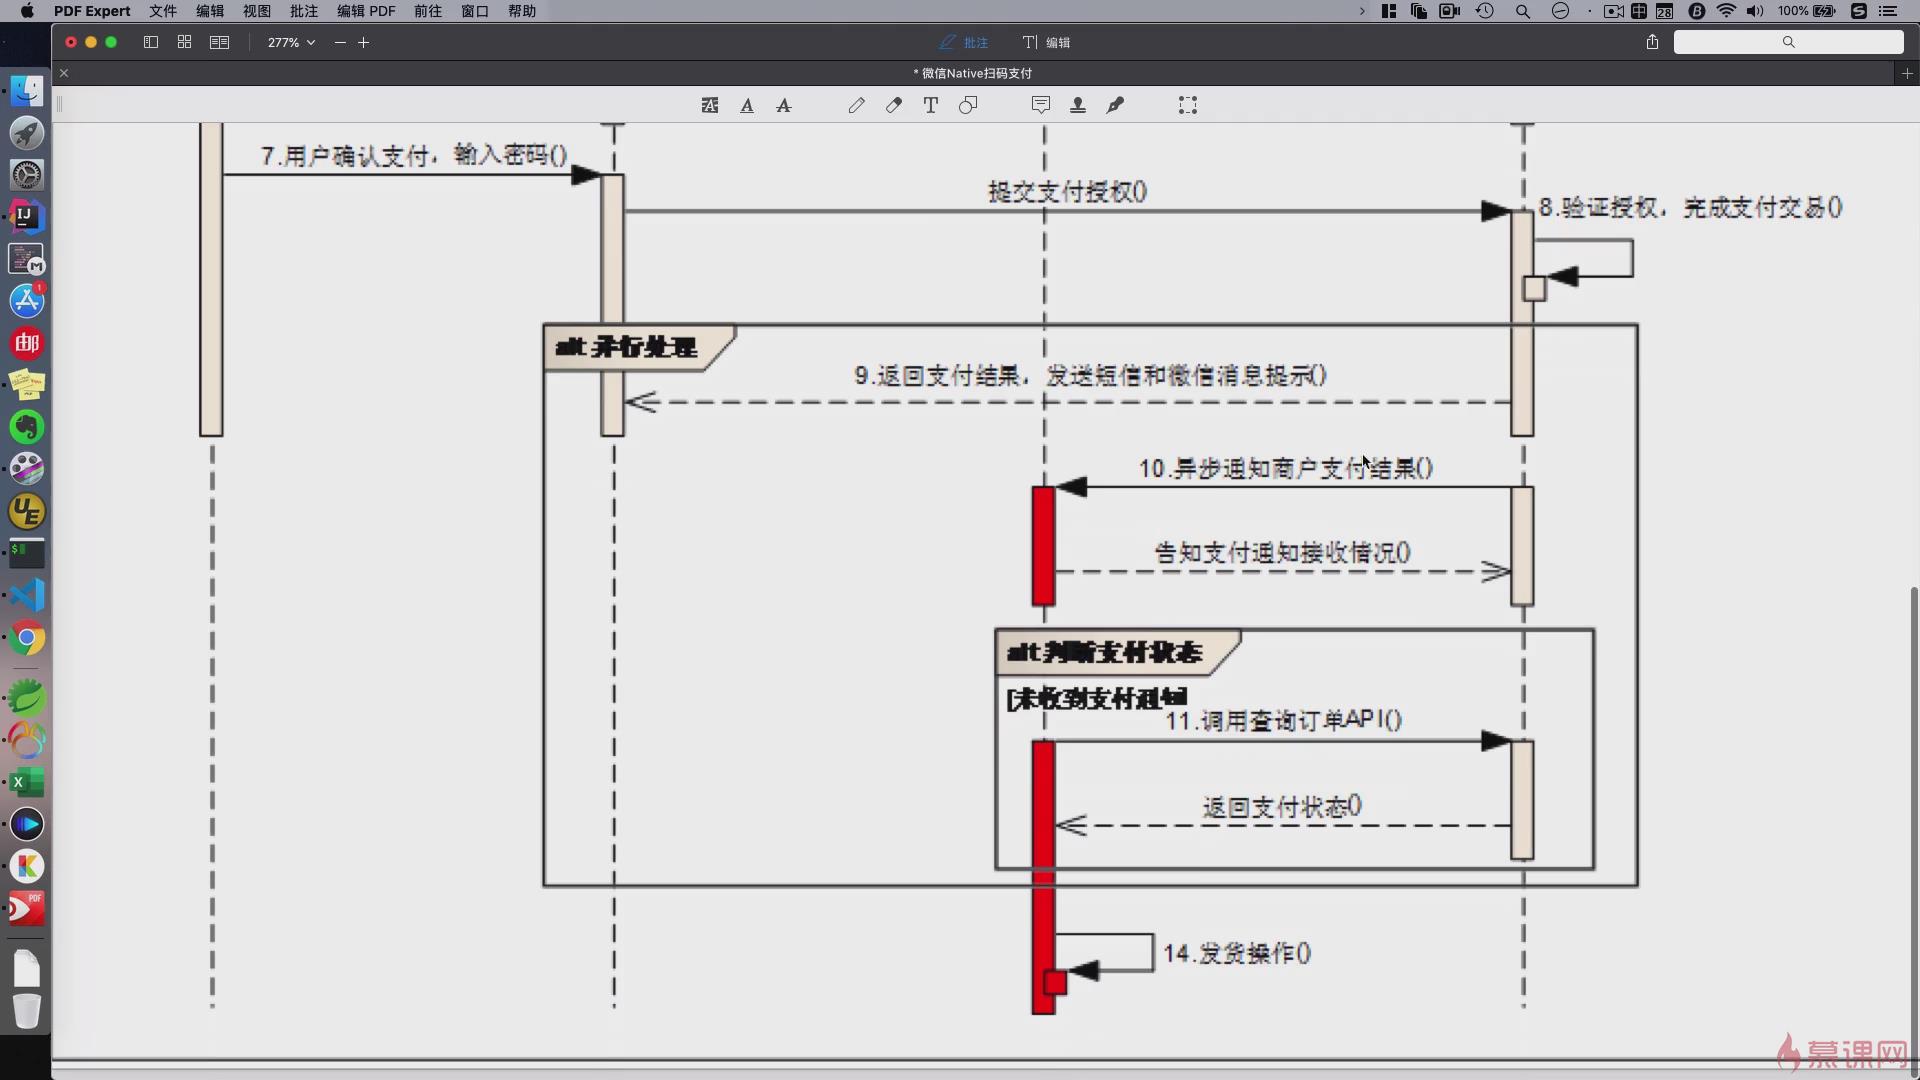 PDF Expert 文件 编辑 视图 批注 编辑 PDF 前往 窗口 帮助 中 28 100%
277% 批注 T 编辑
* 微信Native扫码支付
7.用户确认支付，输入密码()
提交支付授权()
8.验证授权，完成支付交易()
alt 并行处理
9.返回支付结果，发送短信和微信消息提示()
10.异步通知商户支付结果()
告知支付通知接收情况()
alt 判断支付状态
[未收到支付通知]
11.调用查询订单API()
返回支付状态()
14.发货操作()
慕课网